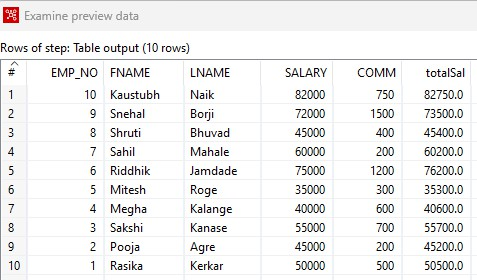 Examine preview data
Rows of step: Table output (10 rows)
# EMP_NO FNAME LNAME SALARY COMM totalSal
1 10 Kaustubh Naik 82000 750 82750.0
2 9 Snehal Borji 72000 1500 73500.0
3 8 Shruti Bhuvad 45000 400 45400.0
4 7 Sahil Mahale 60000 200 60200.0
5 6 Riddhik Jamdade 75000 1200 76200.0
6 5 Mitesh Roge 35000 300 35300.0
7 4 Megha Kalange 40000 600 40600.0
8 3 Sakshi Kanase 55000 700 55700.0
9 2 Pooja Agre 45000 200 45200.0
10 1 Rasika Kerkar 50000 500 50500.0